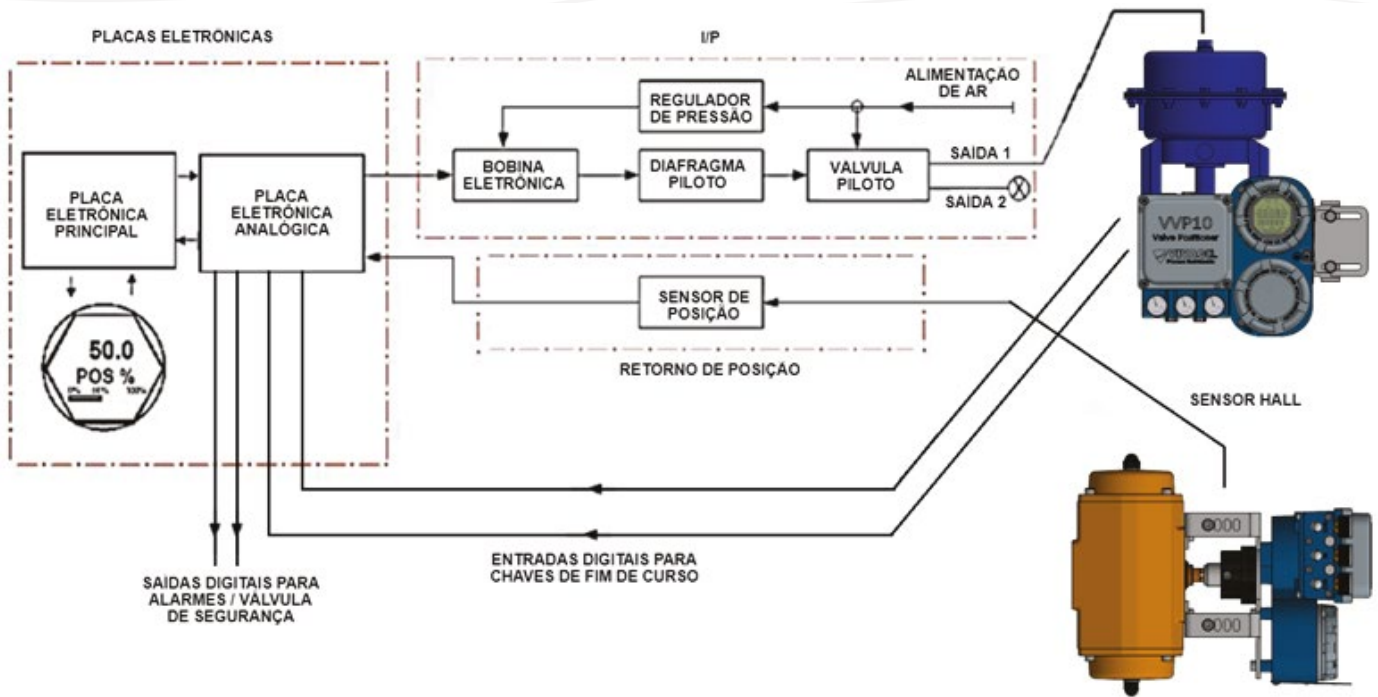 PLACAS ELETRÔNICAS
I/P
ALIMENTAÇÃO
DE AR
REGULADOR
DE PRESSÃO
BOBINA
ELETRÔNICA
DIAFRAGMA
PILOTO
VÁLVULA
PILOTO
SAÍDA 1
SAÍDA 2
PLACA
ELETRÔNICA
PRINCIPAL
PLACA
ELETRÔNICA
ANALÓGICA
VVP10
Valve Positioner
SENSOR DE
POSIÇÃO
RETORNO DE POSIÇÃO
50.0
POS %
0%
100%
SENSOR HALL
ENTRADAS DIGITAIS PARA
CHAVES DE FIM DE CURSO
SAÍDAS DIGITAIS PARA
ALARMES / VÁLVULA
DE SEGURANÇA